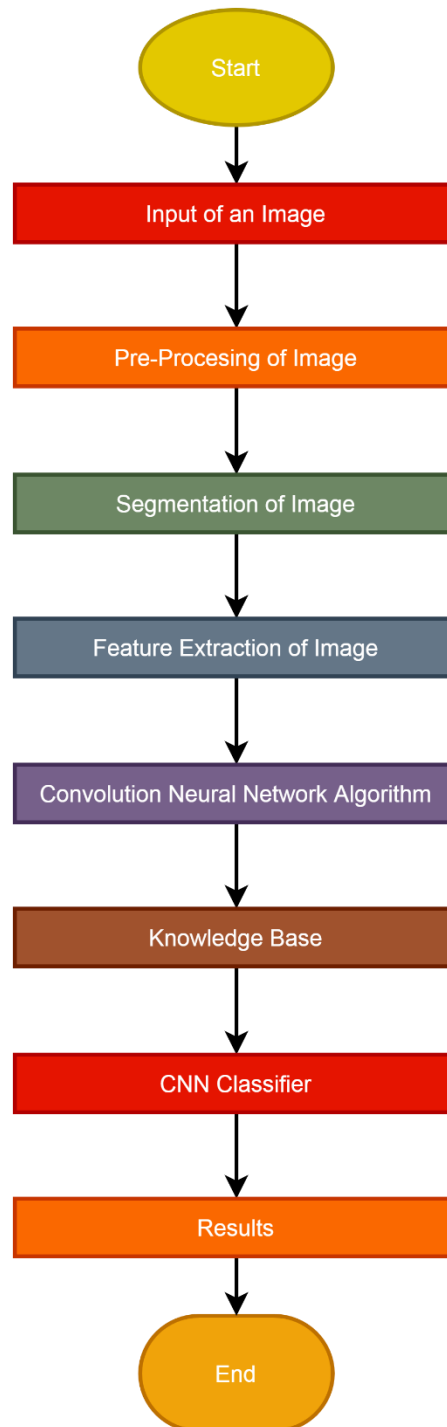 Start
Input of an Image
Pre-Procesing of Image
Segmentation of Image
Feature Extraction of Image
Convolution Neural Network Algorithm
Knowledge Base
CNN Classifier
Results
End